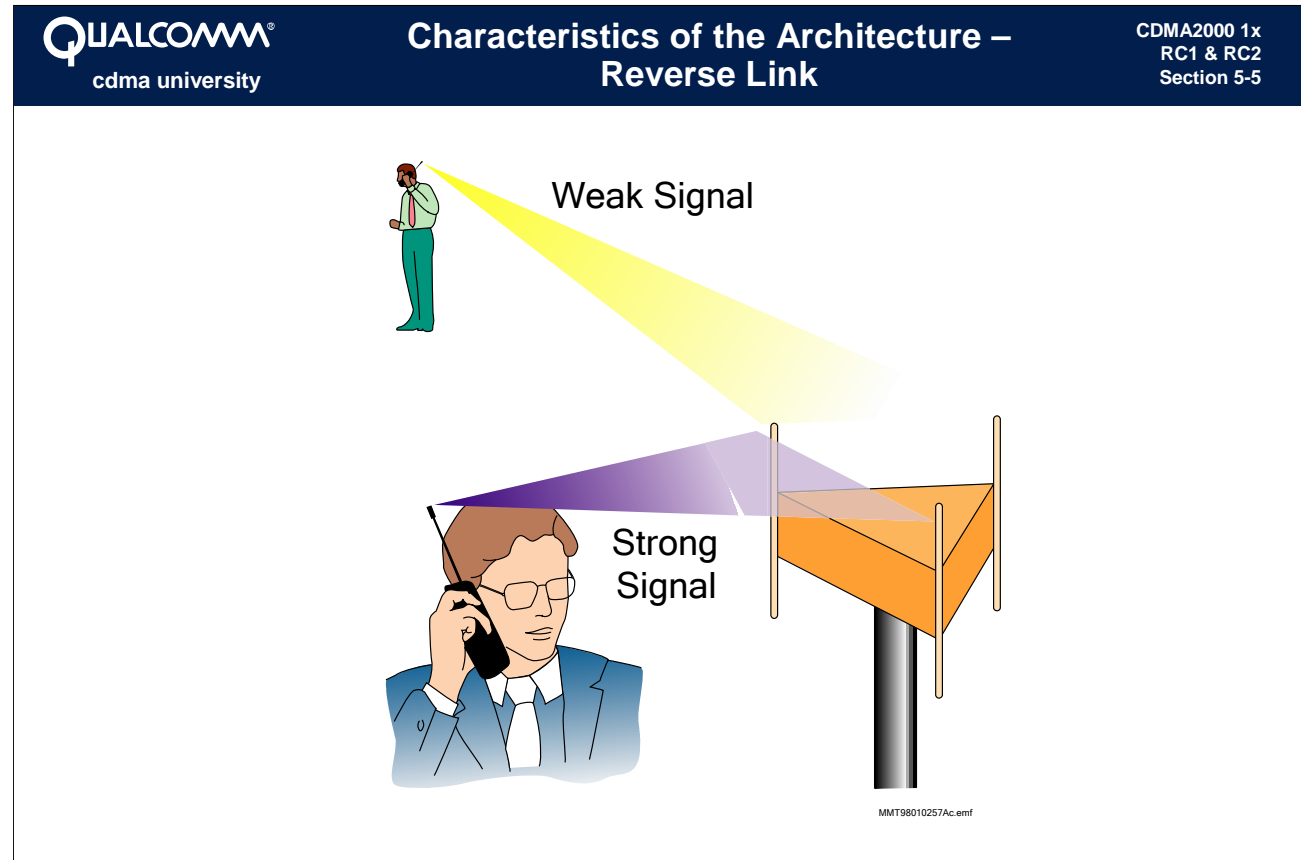 QUALCOMM®
cdma university
Characteristics of the Architecture –
Reverse Link
CDMA2000 1x
RC1 & RC2
Section 5-5
Weak Signal
Strong
Signal
MMT98010257Ac.emf